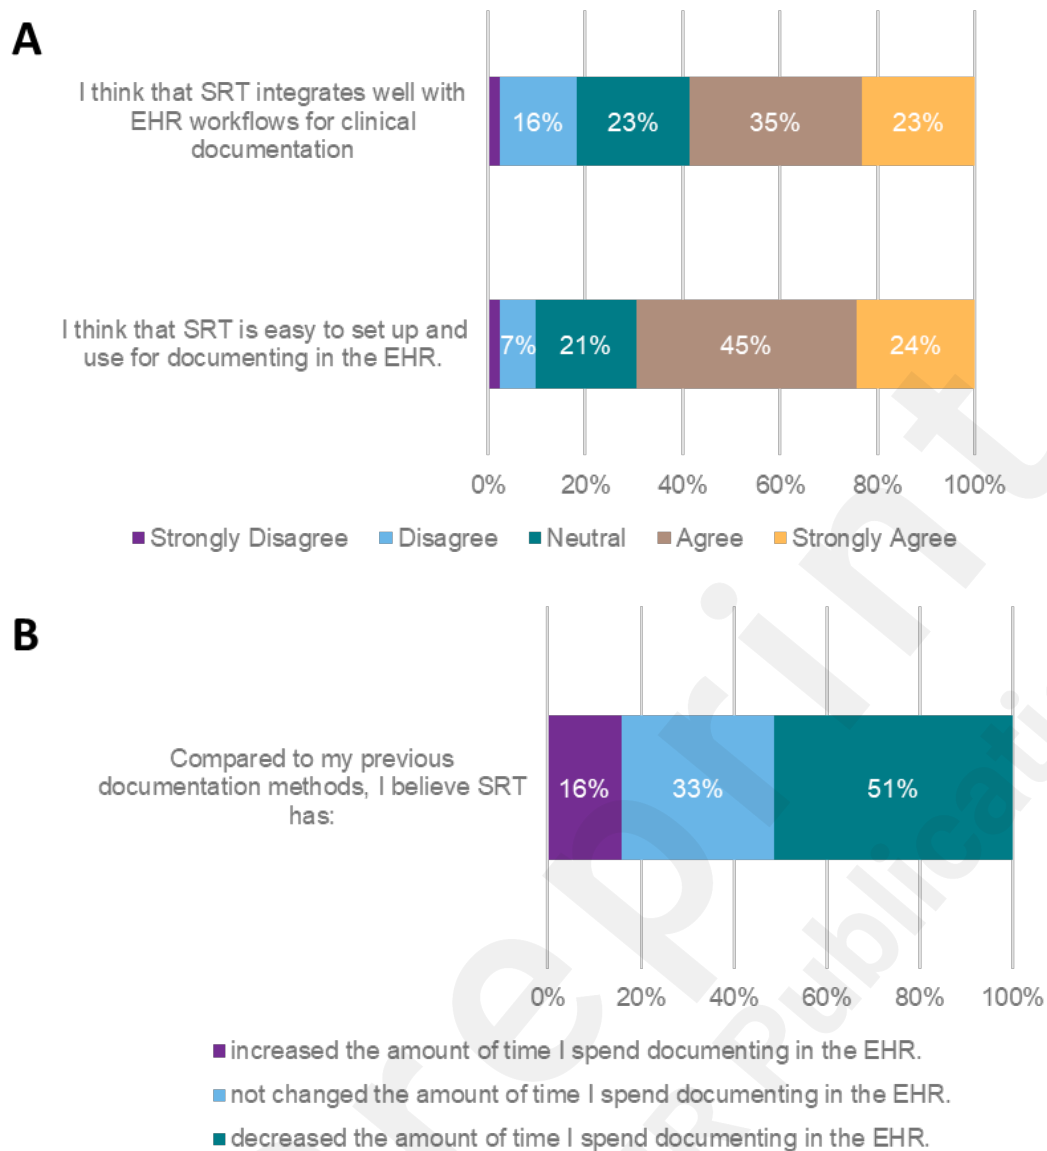 A
I think that SRT integrates well with
EHR workflows for clinical
documentation
16% 23% 35% 23%
I think that SRT is easy to set up and
use for documenting in the EHR.
7% 21% 45% 24%
0% 20% 40% 60% 80% 100%
Strongly Disagree Disagree Neutral Agree Strongly Agree
B
Compared to my previous
documentation methods, I believe SRT
has:
16% 33% 51%
0% 20% 40% 60% 80% 100%
increased the amount of time I spend documenting in the EHR.
not changed the amount of time I spend documenting in the EHR.
decreased the amount of time I spend documenting in the EHR.